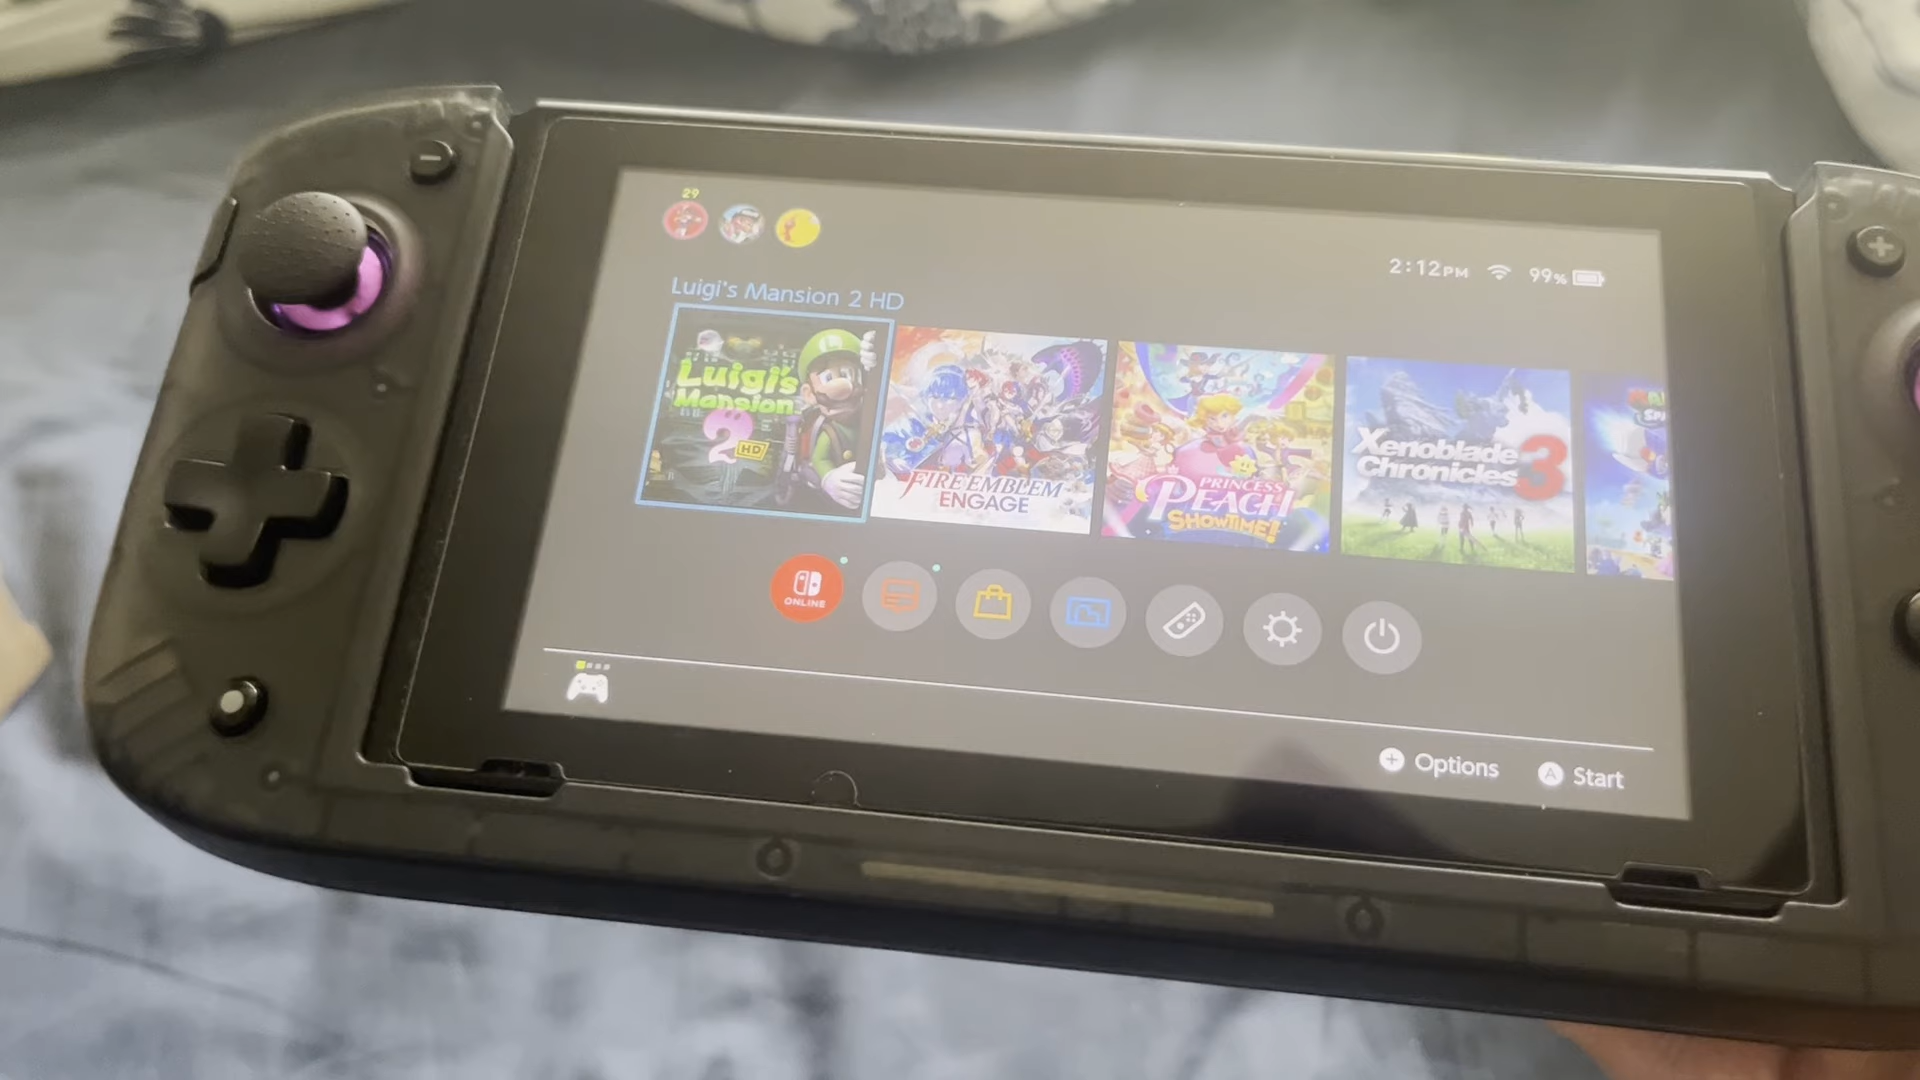 29
2:12PM 99%
Luigi's Mansion 2 HD
Luigi's
Mansion
2 HD
FIRE EMBLEM
ENGAGE
PRINCESS
PEACH
SHOWTIME!
Xenoblade
Chronicles 3
ONLINE
+ Options A Start